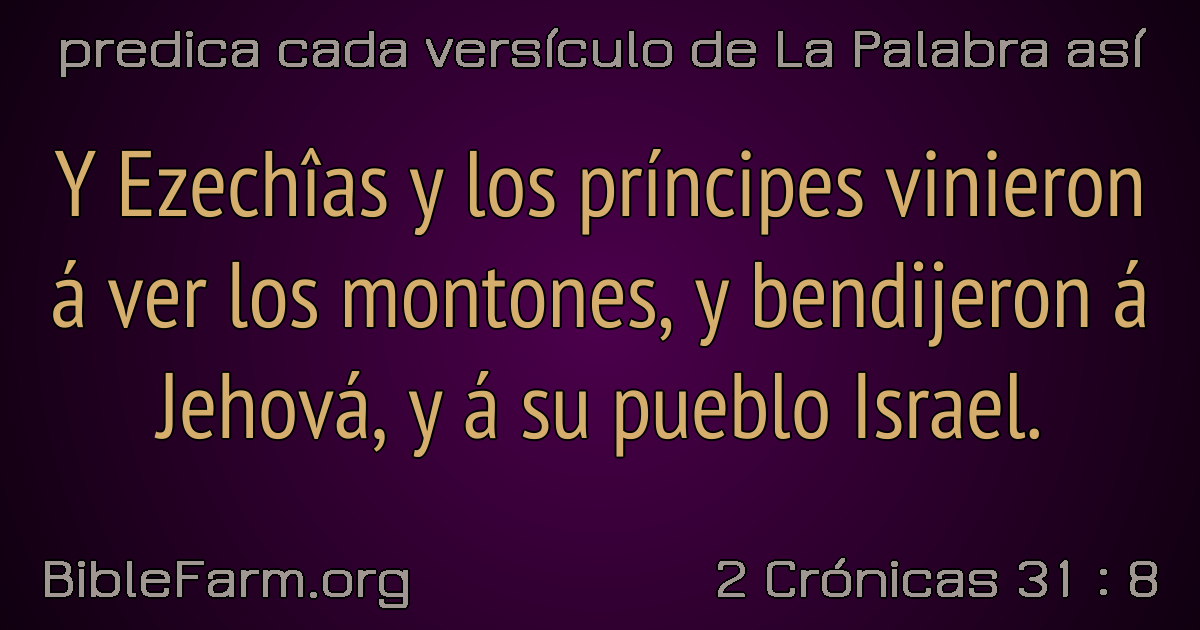 predica cada versículo de La Palabra así
Y Ezechîas y los príncipes vinieron
á ver los montones, y bendijeron á
Jehová, y á su pueblo Israel.
BibleFarm.org
2 Crónicas 31 : 8